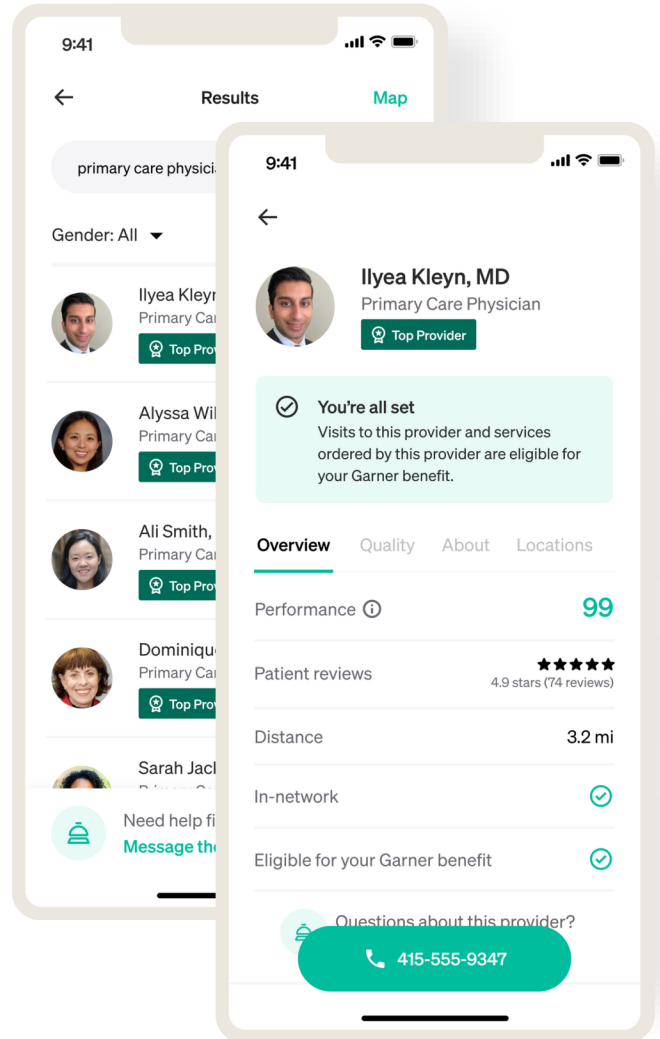 9:41
Results
Map
primary care physici
Gender: All
Ilyea Kleyn
Primary Car
Top Prov
Alyssa Wil
Primary Car
Top Prov
Ali Smith,
Primary Car
Top Prov
Dominiqu
Primary Car
Top Prov
Sarah Jack
Need help fi
Message the
9:41
Ilyea Kleyn, MD
Primary Care Physician
Top Provider
You're all set
Visits to this provider and services
ordered by this provider are eligible for
your Garner benefit.
Overview Quality About Locations
Performance 99
Patient reviews
4.9 stars (74 reviews)
Distance 3.2 mi
In-network
Eligible for your Garner benefit
Questions about this provider?
415-555-9347